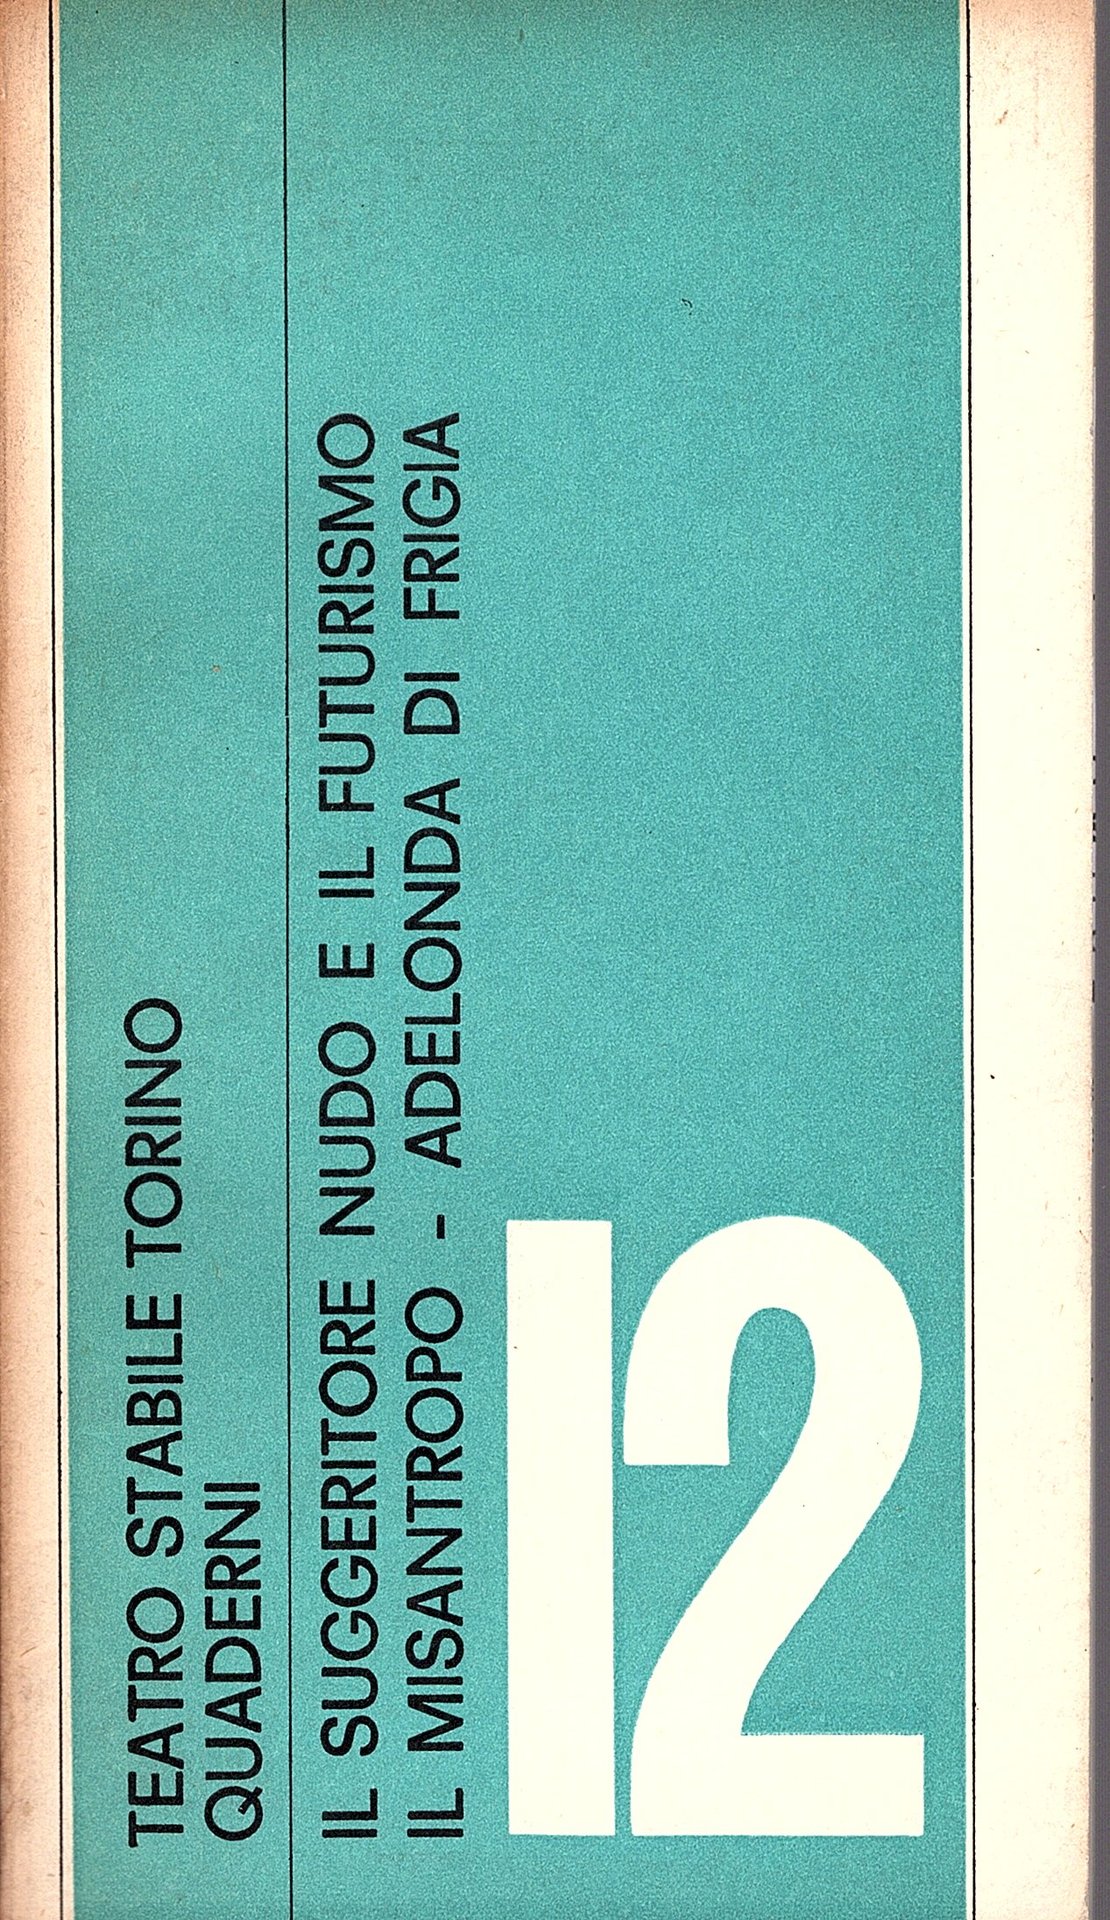 TEATRO STABILE TORINO
QUADERNI
IL SUGGERITORE NUDO E IL FUTURISMO
IL MISANTROPO - ADELONDA DI FRIGIA
12